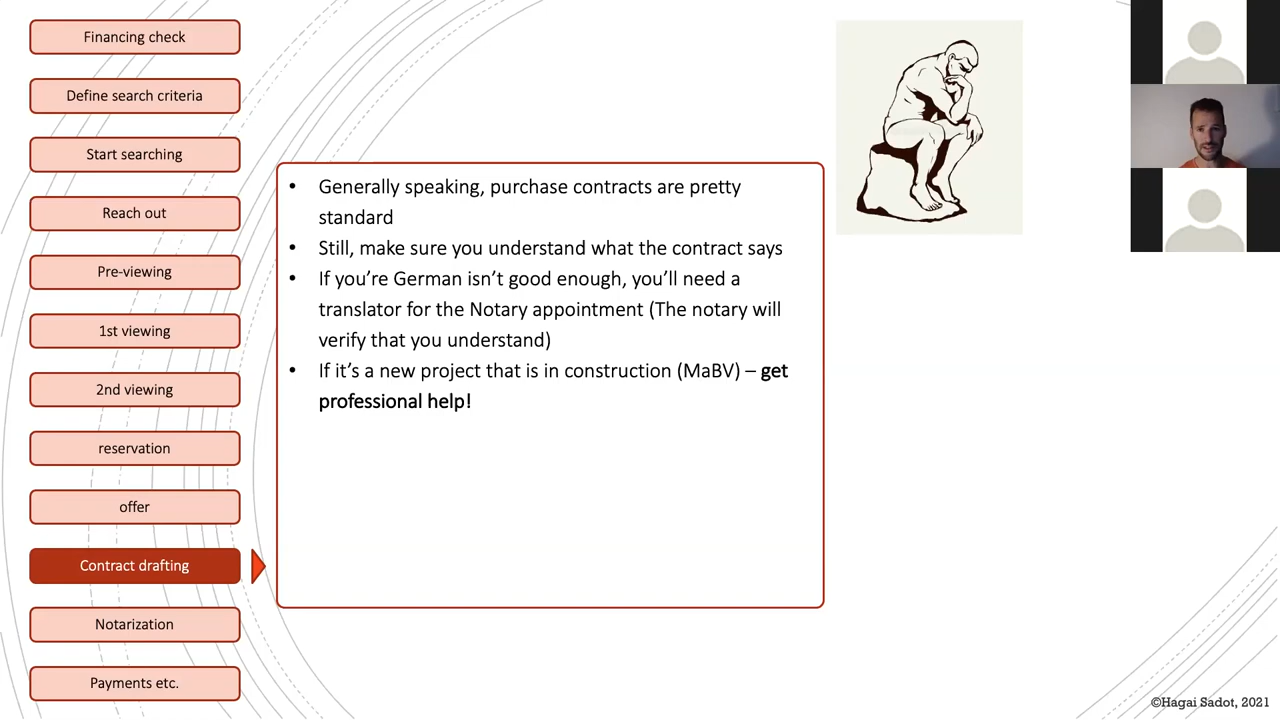 Financing check
Define search criteria
Start searching
Reach out
Pre-viewing
1st viewing
2nd viewing
reservation
offer
Contract drafting
Notarization
Payments etc.
• Generally speaking, purchase contracts are pretty
standard
• Still, make sure you understand what the contract says
• If you’re German isn’t good enough, you’ll need a
translator for the Notary appointment (The notary will
verify that you understand)
• If it’s a new project that is in construction (MaBV) – get
professional help!
©Hagai Sadot, 2021